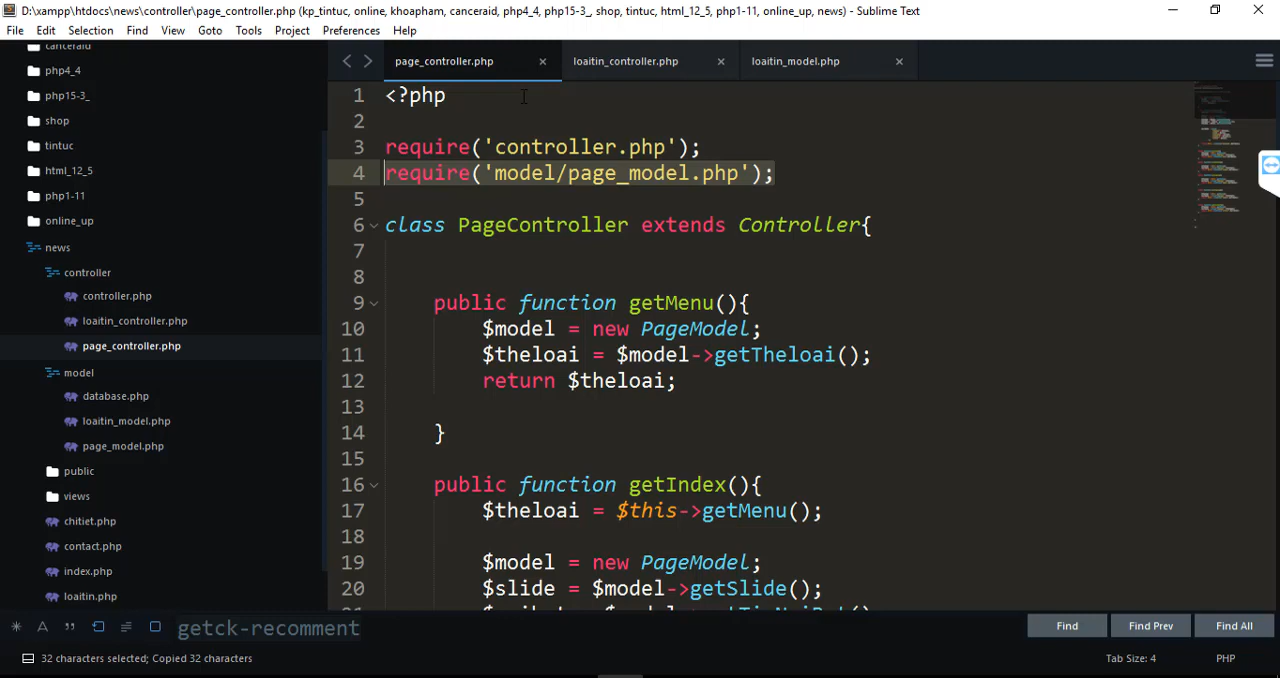 D:\xampp\htdocs\news\controller\page_controller.php (kp_tintuc, online, khoapham, canceraid, php4_4, php15-3_, shop, tintuc, html_12_5, php1-11, online_up, news) - Sublime Text
File Edit Selection Find View Goto Tools Project Preferences Help
canceraid
php4_4
php15-3_
shop
tintuc
html_12_5
php1-11
online_up
news
controller
controller.php
loaitin_controller.php
page_controller.php
model
database.php
loaitin_model.php
page_model.php
public
views
chitiet.php
contact.php
index.php
loaitin.php
page_controller.php loaitin_controller.php loaitin_model.php
1 <?php
2
3 require('controller.php');
4 require('model/page_model.php');
5
6 class PageController extends Controller{
7
8
9 public function getMenu(){
10 $model = new PageModel;
11 $theloai = $model->getTheloai();
12 return $theloai;
13
14 }
15
16 public function getIndex(){
17 $theloai = $this->getMenu();
18
19 $model = new PageModel;
20 $slide = $model->getSlide();
getck-recomment
Find Find Prev Find All
32 characters selected; Copied 32 characters Tab Size: 4 PHP